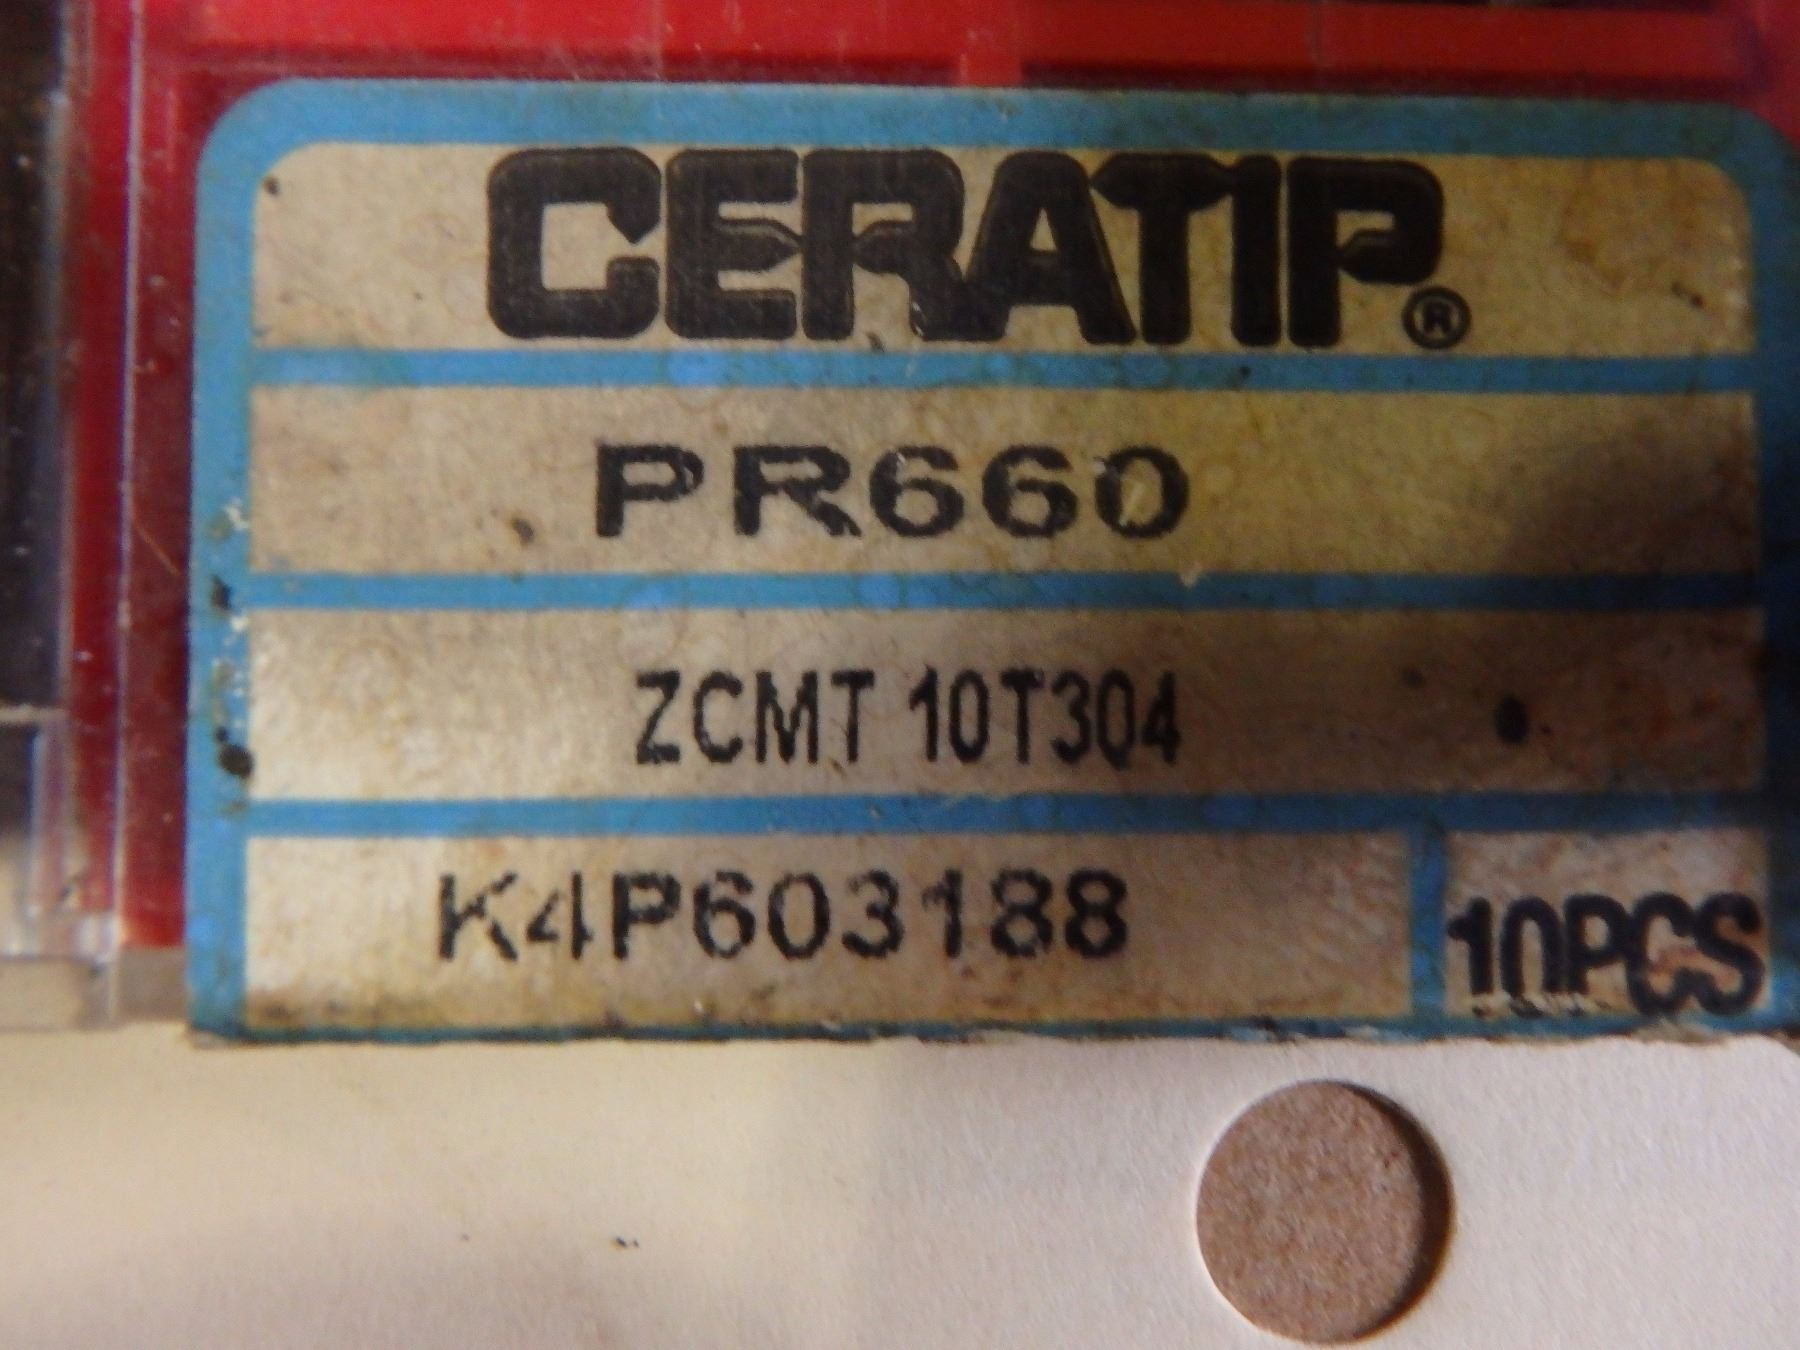 CERATIP®
PR660
ZCMT 10T304
K4P603188
10PCS